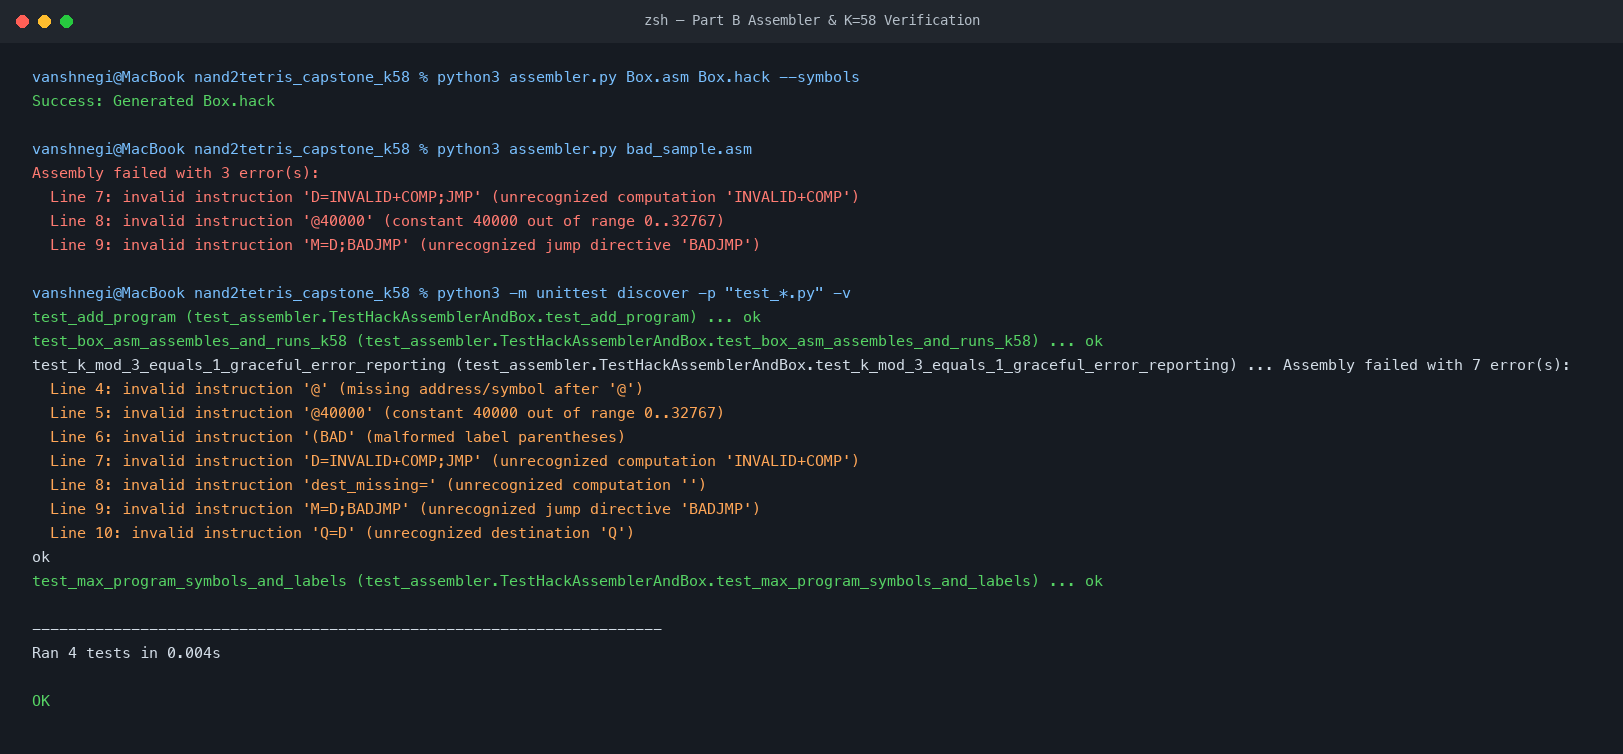 zsh — Part B Assembler & K=58 Verification
vanshnegi@MacBook nand2tetris_capstone_k58 % python3 assembler.py Box.asm Box.hack --symbols
Success: Generated Box.hack
vanshnegi@MacBook nand2tetris_capstone_k58 % python3 assembler.py bad_sample.asm
Assembly failed with 3 error(s):
  Line 7: invalid instruction 'D=INVALID+COMP;JMP' (unrecognized computation 'INVALID+COMP')
  Line 8: invalid instruction '@40000' (constant 40000 out of range 0..32767)
  Line 9: invalid instruction 'M=D;BADJMP' (unrecognized jump directive 'BADJMP')
vanshnegi@MacBook nand2tetris_capstone_k58 % python3 -m unittest discover -p "test_*.py" -v
test_add_program (test_assembler.TestHackAssemblerAndBox.test_add_program) ... ok
test_box_asm_assembles_and_runs_k58 (test_assembler.TestHackAssemblerAndBox.test_box_asm_assembles_and_runs_k58) ... ok
test_k_mod_3_equals_1_graceful_error_reporting (test_assembler.TestHackAssemblerAndBox.test_k_mod_3_equals_1_graceful_error_reporting) ... Assembly failed with 7 error(s):
  Line 4: invalid instruction '@' (missing address/symbol after '@')
  Line 5: invalid instruction '@40000' (constant 40000 out of range 0..32767)
  Line 6: invalid instruction '(BAD' (malformed label parentheses)
  Line 7: invalid instruction 'D=INVALID+COMP;JMP' (unrecognized computation 'INVALID+COMP')
  Line 8: invalid instruction 'dest_missing=' (unrecognized computation '')
  Line 9: invalid instruction 'M=D;BADJMP' (unrecognized jump directive 'BADJMP')
  Line 10: invalid instruction 'Q=D' (unrecognized destination 'Q')
ok
test_max_program_symbols_and_labels (test_assembler.TestHackAssemblerAndBox.test_max_program_symbols_and_labels) ... ok
----------------------------------------------------------------------
Ran 4 tests in 0.004s
OK